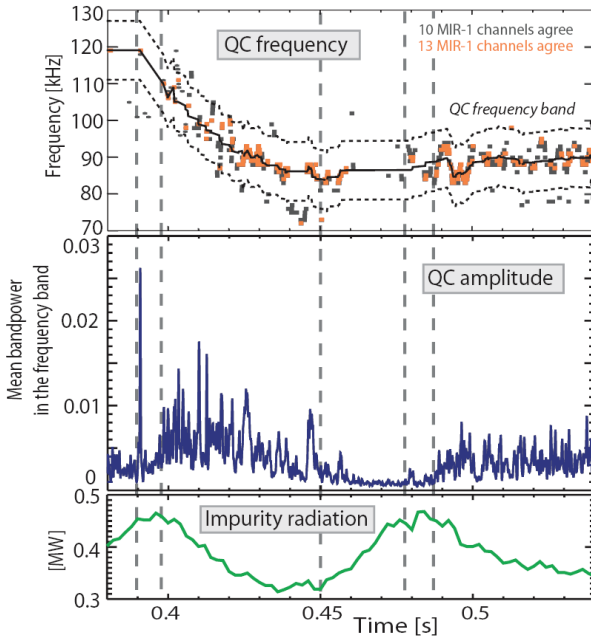 130
120
110
100
90
80
70
Frequency [kHz]
QC frequency
10 MIR-1 channels agree
13 MIR-1 channels agree
QC frequency band
0.03
0.02
0.01
0
Mean bandpower
in the frequency band
QC amplitude
0.5
0.4
0.3
[MW]
Impurity radiation
0.4
0.45
0.5
Time [s]